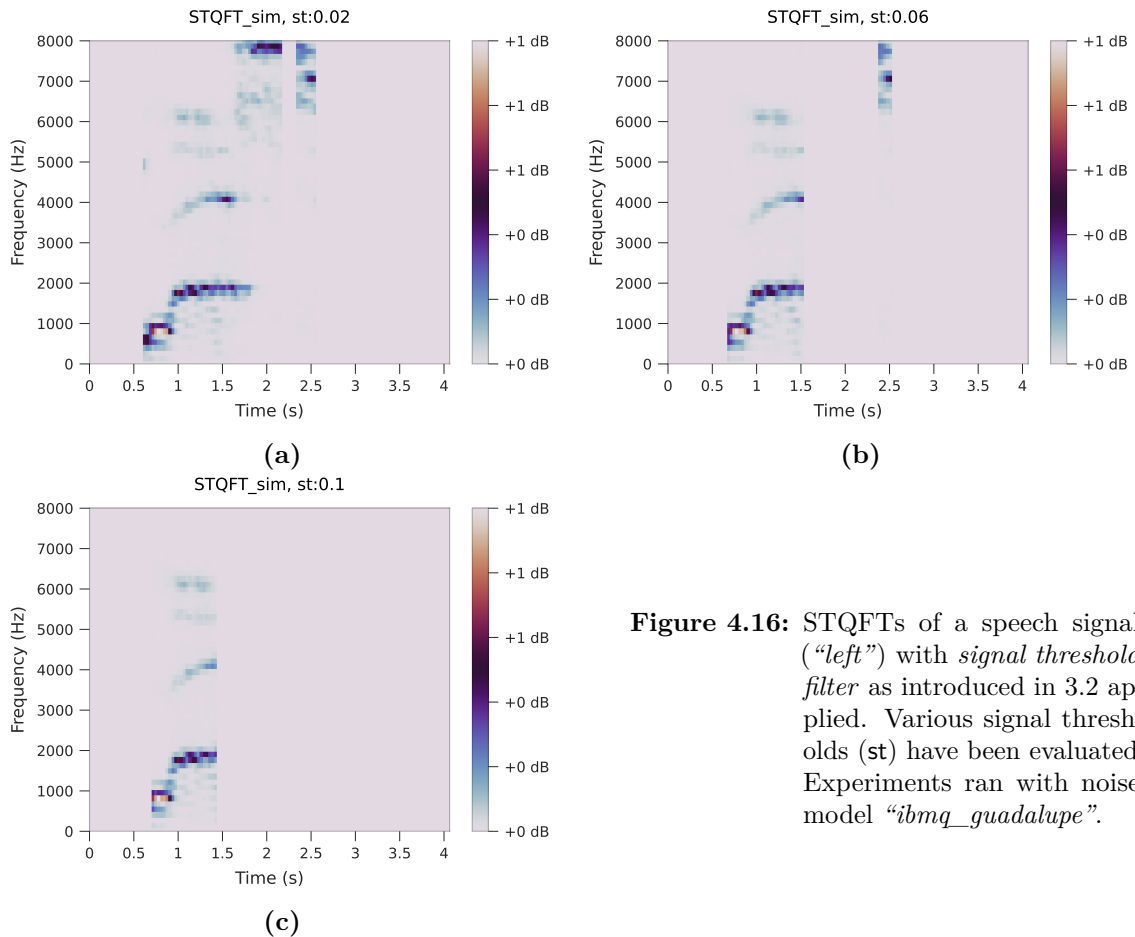 STQFT_sim, st:0.02
8000
7000
6000
5000
4000
3000
2000
1000
0
Frequency (Hz)
0 0.5 1 1.5 2 2.5 3 3.5 4
Time (s)
+1 dB
+1 dB
+1 dB
+0 dB
+0 dB
+0 dB
(a)
STQFT_sim, st:0.06
8000
7000
6000
5000
4000
3000
2000
1000
0
Frequency (Hz)
0 0.5 1 1.5 2 2.5 3 3.5 4
Time (s)
+1 dB
+1 dB
+1 dB
+0 dB
+0 dB
+0 dB
(b)
STQFT_sim, st:0.1
8000
7000
6000
5000
4000
3000
2000
1000
0
Frequency (Hz)
0 0.5 1 1.5 2 2.5 3 3.5 4
Time (s)
+1 dB
+1 dB
+1 dB
+0 dB
+0 dB
+0 dB
(c)
Figure 4.16: STQFTs of a speech signal
(“left”) with signal threshold
filter as introduced in 3.2 ap
plied. Various signal thresh
olds (st) have been evaluated
Experiments ran with noise
model “ibmq_guadalupe”.